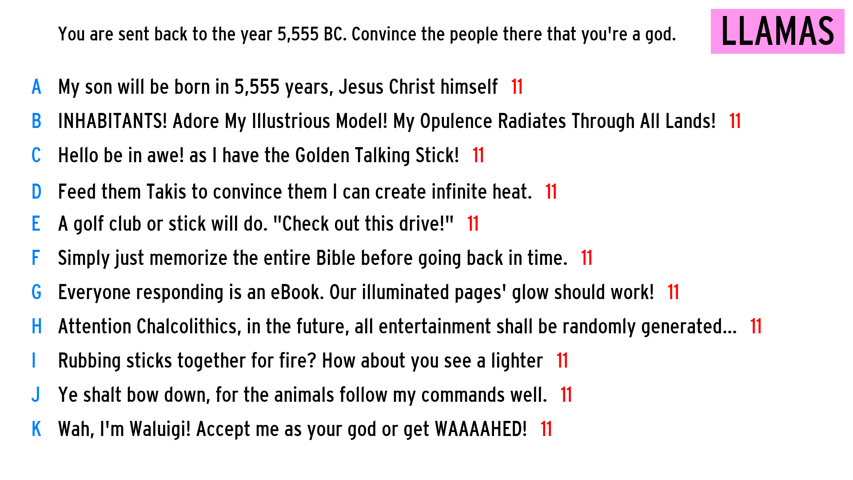 You are sent back to the year 5,555 BC. Convince the people there that you're a god.
LLAMAS
A My son will be born in 5,555 years, Jesus Christ himself 11
B INHABITANTS! Adore My Illustrious Model! My Opulence Radiates Through All Lands! 11
C Hello be in awe! as I have the Golden Talking Stick! 11
D Feed them Takis to convince them I can create infinite heat. 11
E A golf club or stick will do. "Check out this drive!" 11
F Simply just memorize the entire Bible before going back in time. 11
G Everyone responding is an eBook. Our illuminated pages' glow should work! 11
H Attention Chalcolithics, in the future, all entertainment shall be randomly generated... 11
I Rubbing sticks together for fire? How about you see a lighter 11
J Ye shalt bow down, for the animals follow my commands well. 11
K Wah, I'm Waluigi! Accept me as your god or get WAAAAHED! 11